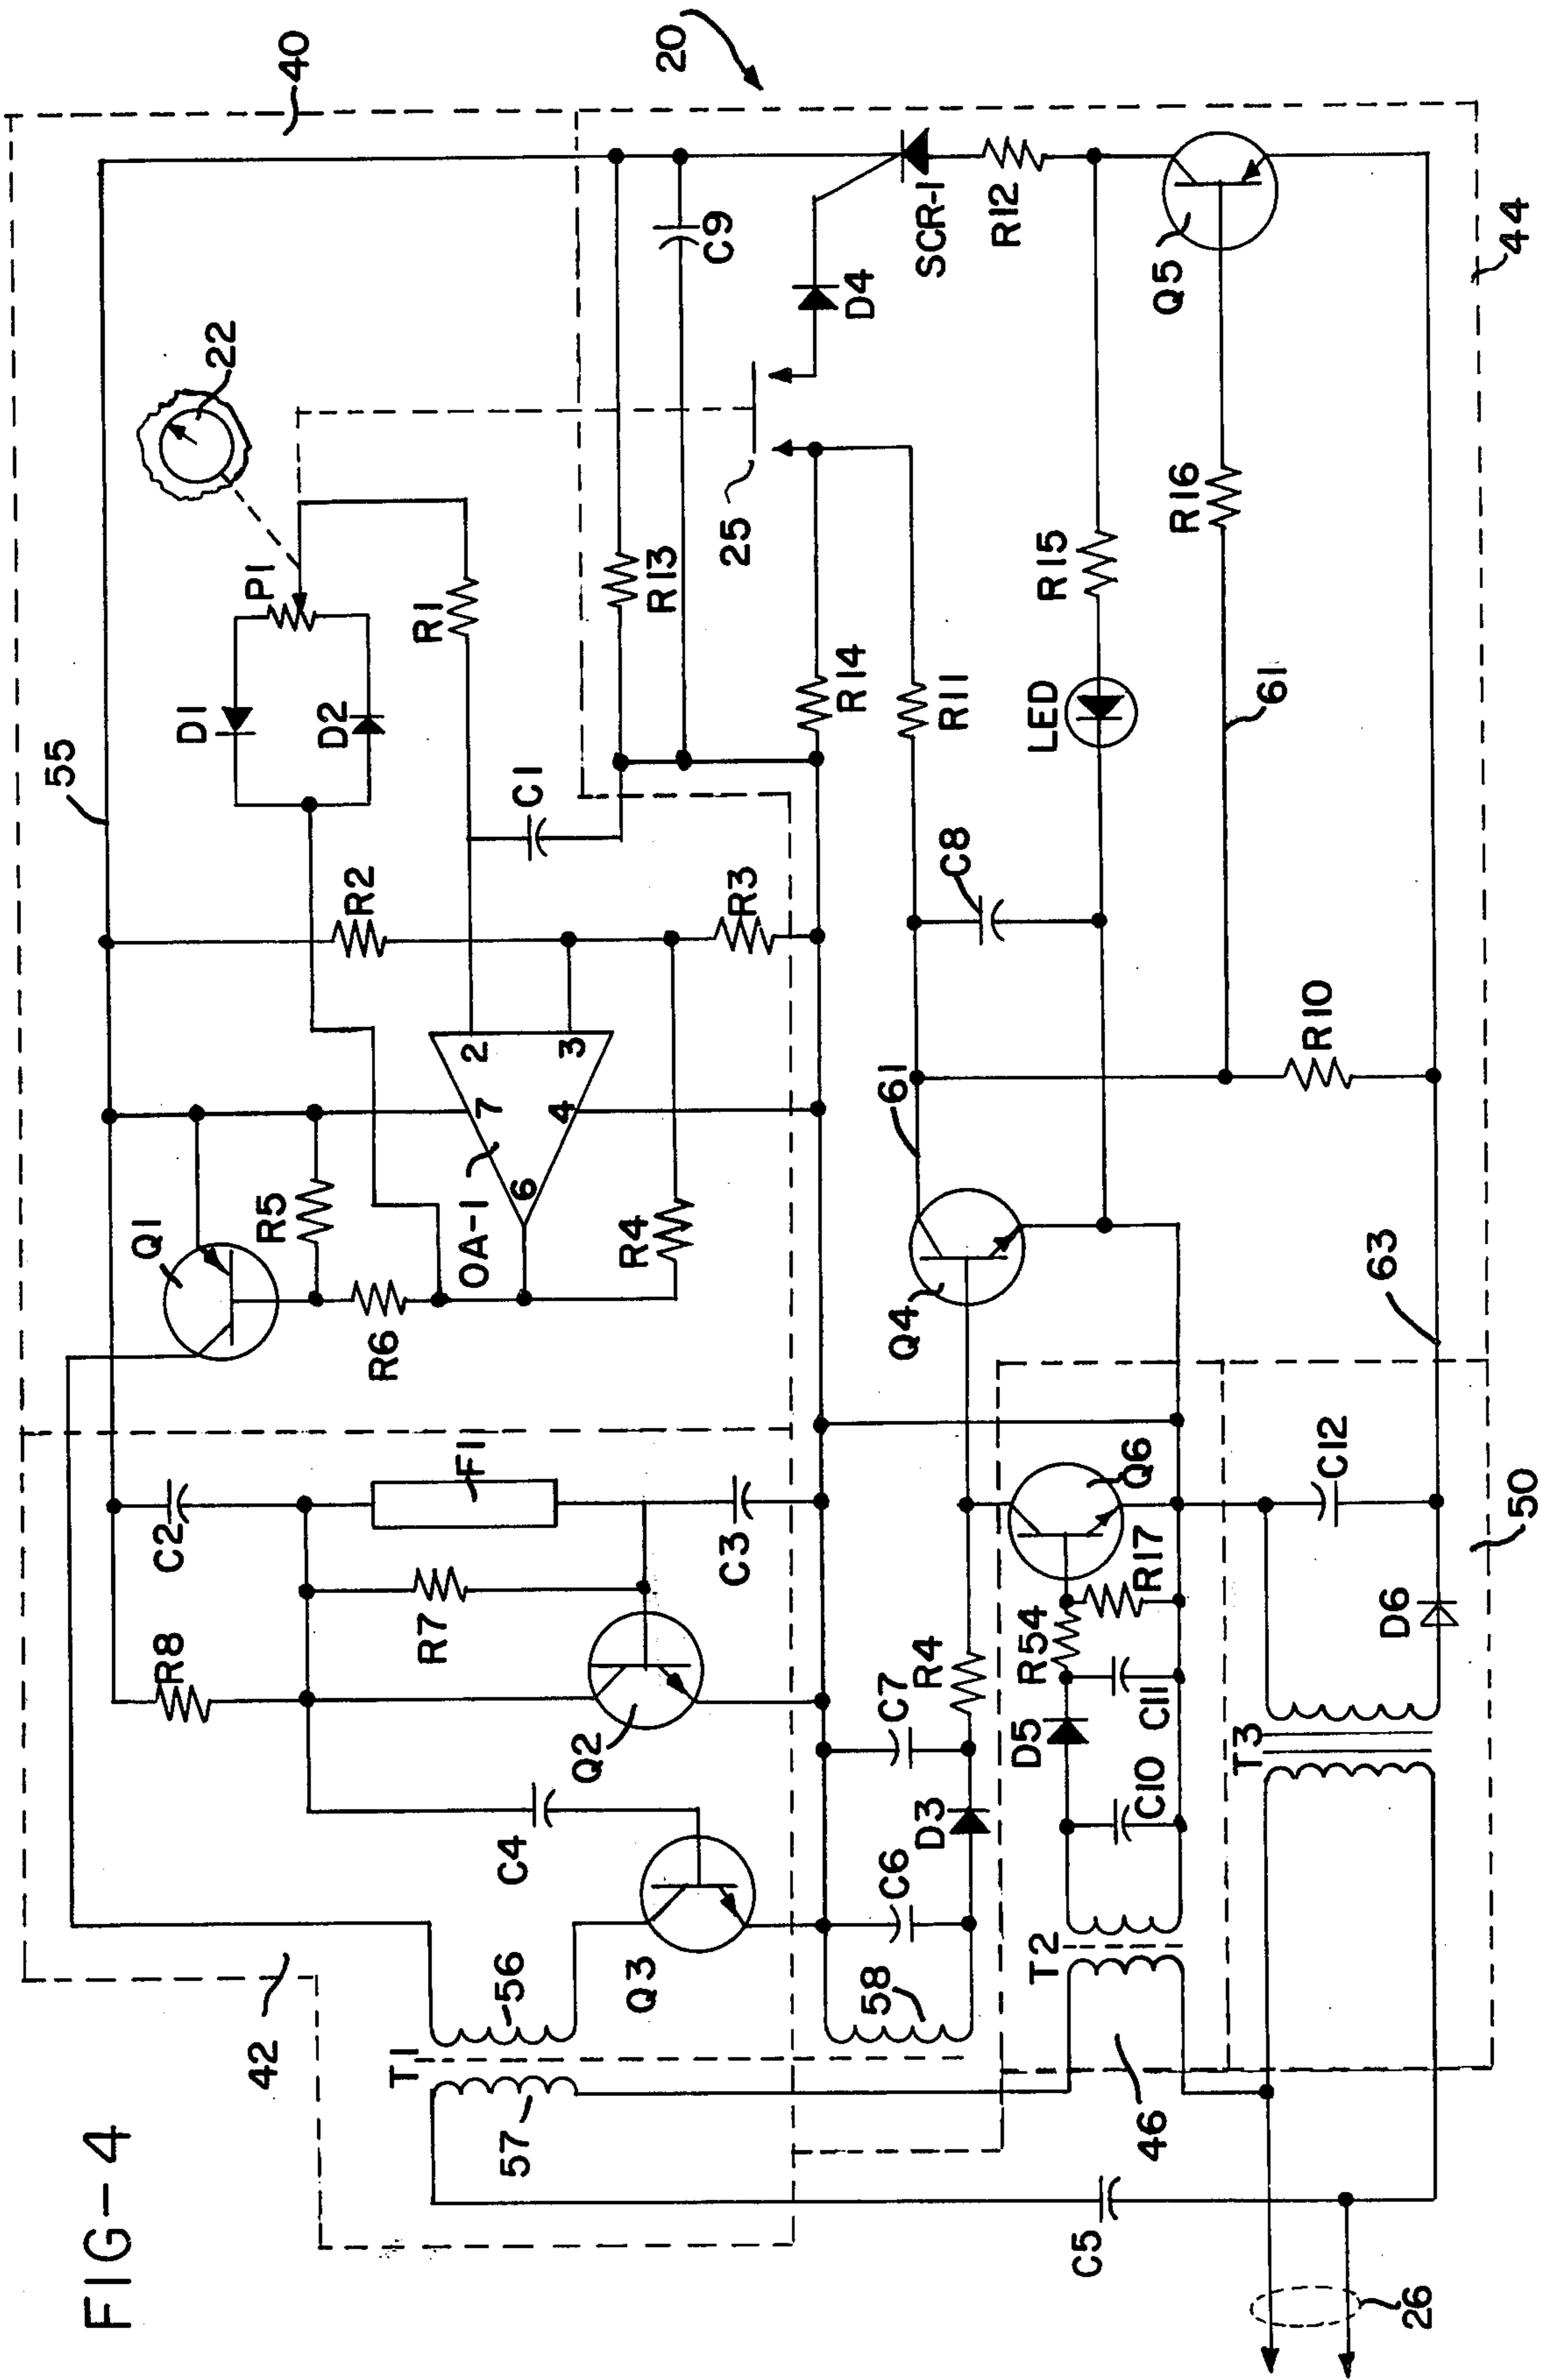 FIG-4
40
20
22
55
D1
P1
D2
R1
C1
R2
R3
R13
C9
25
D4
SCR-1
R12
Q5
44
R14
R11
LED
R15
R16
61
C8
R10
Q1
R5
R6
OA-1
2
3
7
4
6
R4
61
Q4
63
42
C2
F1
R8
R7
C3
Q2
C4
Q3
56
T1
57
58
C6
C7
D3
R4
Q6
R17
R54
D5
C11
C10
T2
46
C12
D6
T3
50
C5
26